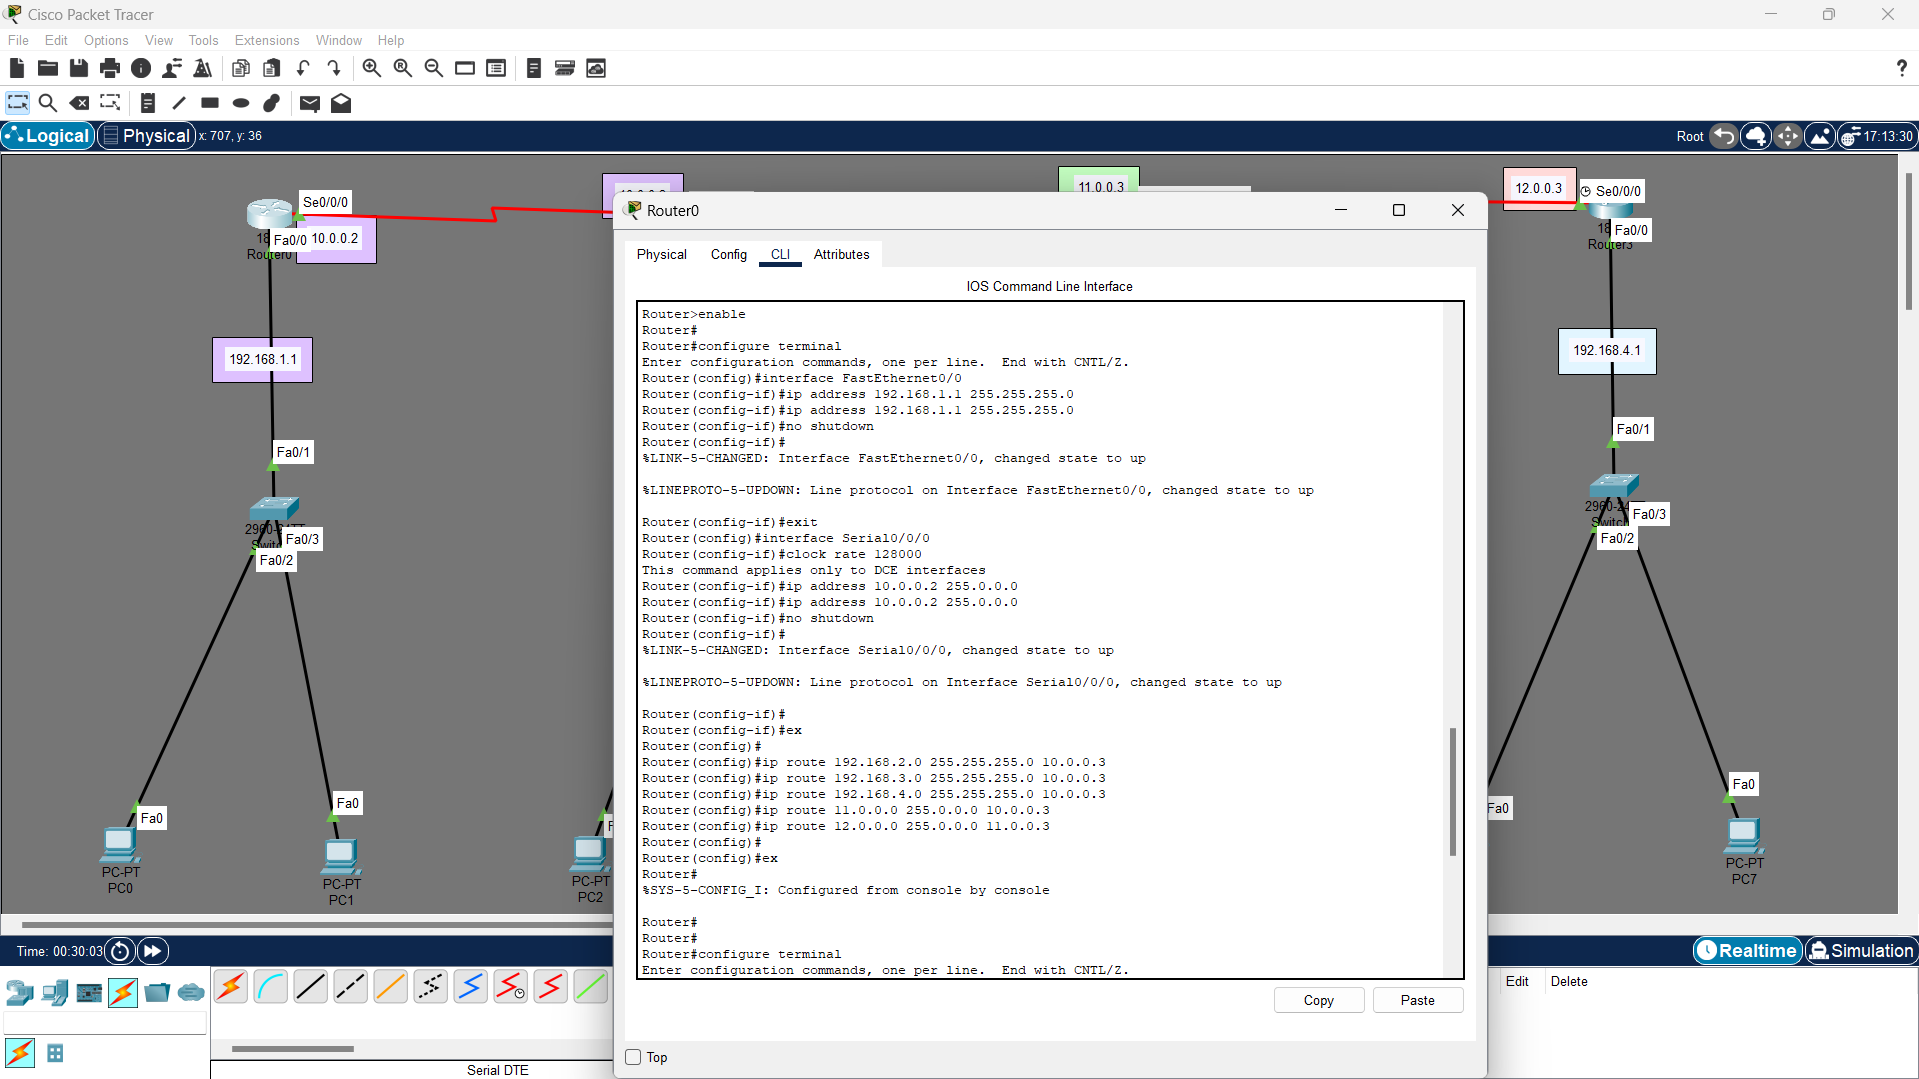 Cisco Packet Tracer
File Edit Options View Tools Extensions Window Help
Logical Physical x: 707, y: 36 Root 17:13:30
Se0/0/0
Fa0/0 10.0.0.2
Router0
192.168.1.1
Fa0/1
Fa0/3
Fa0/2
Fa0
PC-PT
PC0
Fa0
PC-PT
PC1
PC-PT
PC2
11.0.0.3
12.0.0.3
Se0/0/0
Fa0/0
Router3
192.168.4.1
Fa0/1
Fa0/3
Fa0/2
Fa0
Fa0
PC-PT
PC7
Router0
Physical Config CLI Attributes
IOS Command Line Interface
Router>enable
Router#
Router#configure terminal
Enter configuration commands, one per line. End with CNTL/Z.
Router(config)#interface FastEthernet0/0
Router(config-if)#ip address 192.168.1.1 255.255.255.0
Router(config-if)#ip address 192.168.1.1 255.255.255.0
Router(config-if)#no shutdown
Router(config-if)#
%LINK-5-CHANGED: Interface FastEthernet0/0, changed state to up
%LINEPROTO-5-UPDOWN: Line protocol on Interface FastEthernet0/0, changed state to up
Router(config-if)#exit
Router(config)#interface Serial0/0/0
Router(config-if)#clock rate 128000
This command applies only to DCE interfaces
Router(config-if)#ip address 10.0.0.2 255.0.0.0
Router(config-if)#ip address 10.0.0.2 255.0.0.0
Router(config-if)#no shutdown
Router(config-if)#
%LINK-5-CHANGED: Interface Serial0/0/0, changed state to up
%LINEPROTO-5-UPDOWN: Line protocol on Interface Serial0/0/0, changed state to up
Router(config-if)#
Router(config-if)#ex
Router(config)#
Router(config)#ip route 192.168.2.0 255.255.255.0 10.0.0.3
Router(config)#ip route 192.168.3.0 255.255.255.0 10.0.0.3
Router(config)#ip route 192.168.4.0 255.255.255.0 10.0.0.3
Router(config)#ip route 11.0.0.0 255.0.0.0 10.0.0.3
Router(config)#ip route 12.0.0.0 255.0.0.0 11.0.0.3
Router(config)#
Router(config)#ex
Router#
%SYS-5-CONFIG_I: Configured from console by console
Router#
Router#
Router#configure terminal
Enter configuration commands, one per line. End with CNTL/Z.
Copy Paste
Top
Time: 00:30:03 Realtime Simulation
Edit Delete
Serial DTE